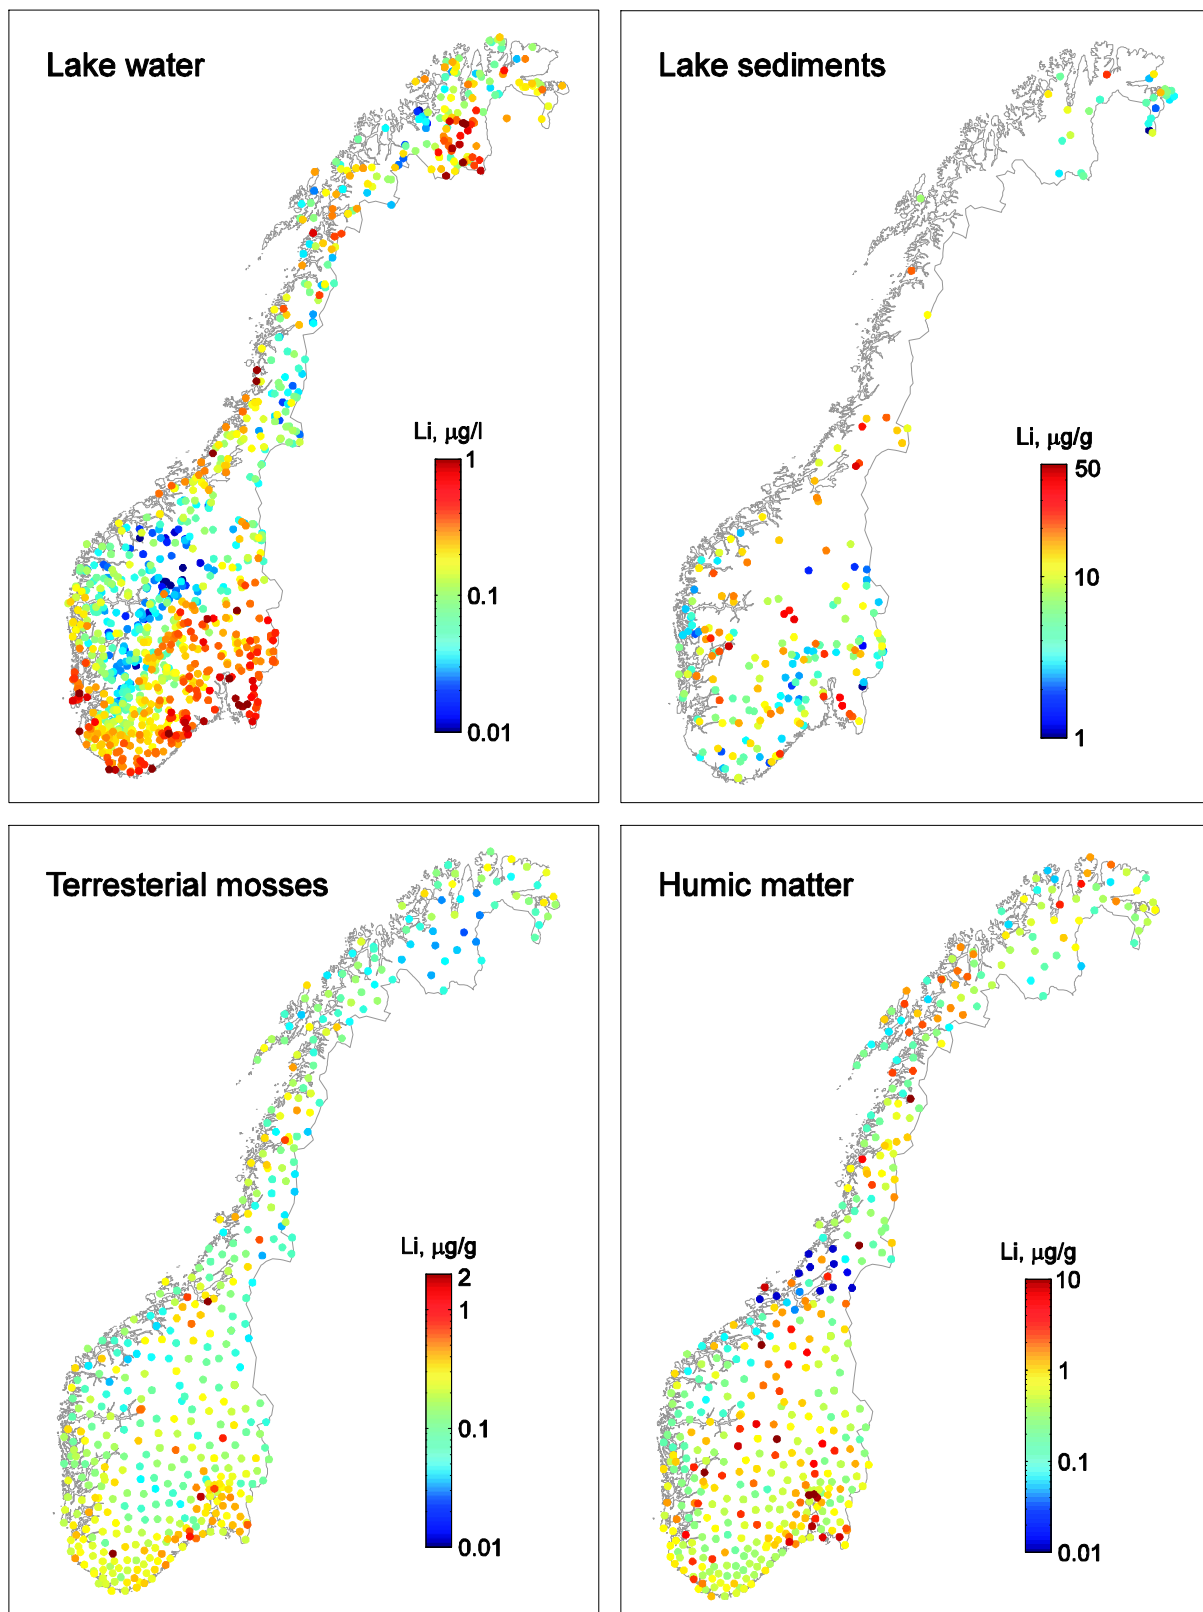 Lake water
Li, µg/l
1
0.1
0.01
Lake sediments
Li, µg/g
50
10
1
Terresterial mosses
Li, µg/g
2
1
0.1
0.01
Humic matter
Li, µg/g
10
1
0.1
0.01